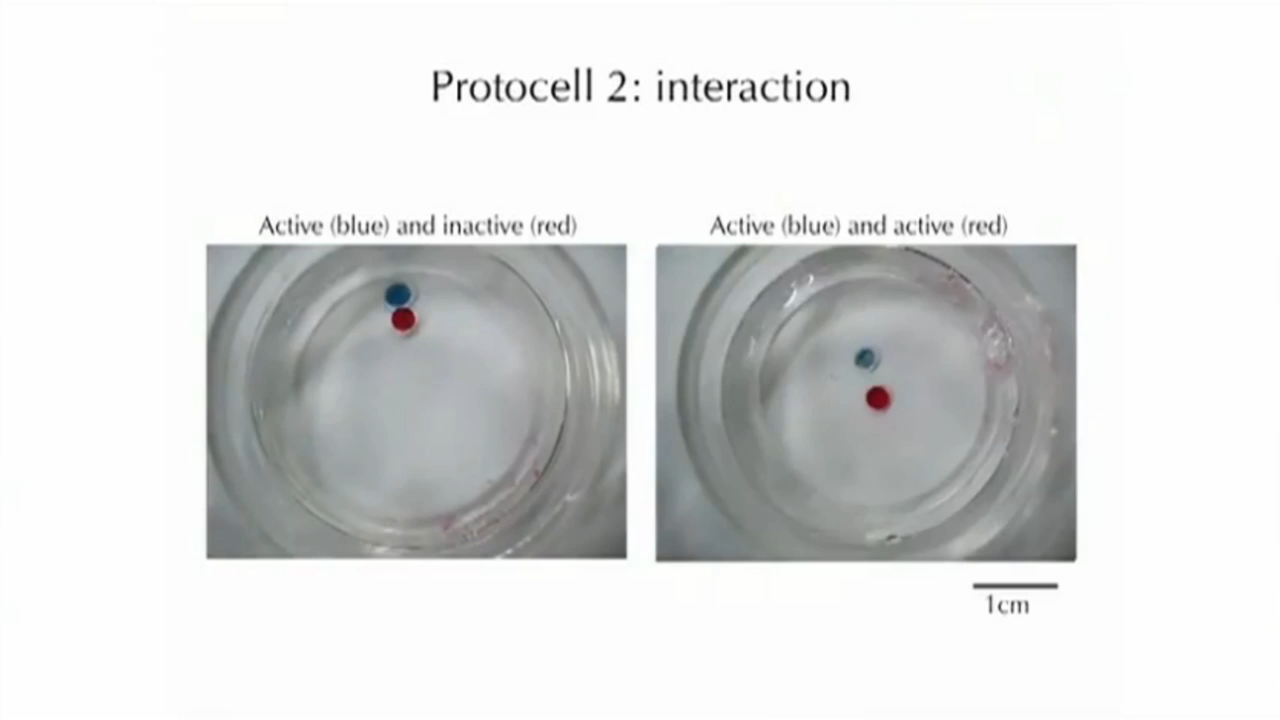 Protocell 2: interaction
Active (blue) and inactive (red)
Active (blue) and active (red)
1cm